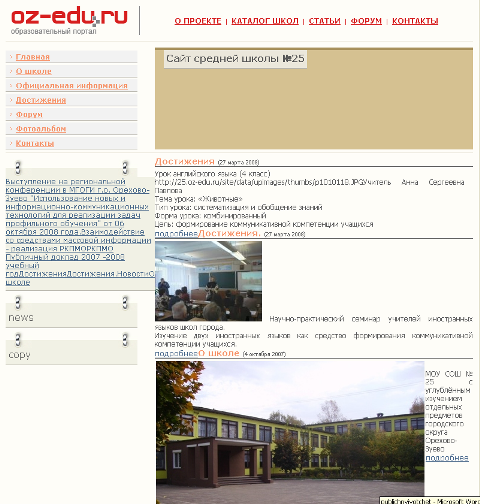 oz-edu.ru
образовательный портал
О ПРОЕКТЕ | КАТАЛОГ ШКОЛ | СТАТЬИ | ФОРУМ | КОНТАКТЫ
Главная
О школе
Официальная информация
Достижения
Форум
Фотоальбом
Контакты
Сайт средней школы №25
Выступление на региональной
конференции в МГОГИ г.о. Орехово-
Зуево "Использование новых и
информационно-коммуникационных
технологий для реализации задач
профильного обучения" от 06
октября 2008 года.Взаимодействие
со средствами массовой информации
- реализация РКПМОРКПМО
Публичный доклад 2007 -2008
учебный
годДостиженияДостижения.НовостиО
школе
news
copy
Достижения (27 марта 2008)
Урок английского языка (4 класс)
http://25.oz-edu.ru/site/data/upimages/thumbs/p1010118.JPGУчитель Анна Сергеевна
Павлова
Тема урока: «Животные»
Тип урока: систематизация и обобщение знаний
Форма урока: комбинированный
Цель: формирование коммуникативной компетенции учащихся
подробнееДостижения. (27 марта 2008)
Научно-практический семинар учителей иностранных
языков школ города
Изучение двух иностранных языков как средство формирования коммуникативной
компетенции учащихся
подробнееО школе (4 октября 2007)
МОУ СОШ №
25 с
углублённым
изучением
отдельных
предметов
городского
округа
Орехово-
Зуево
подробнее
publichnyi-vochet - Microsoft Word